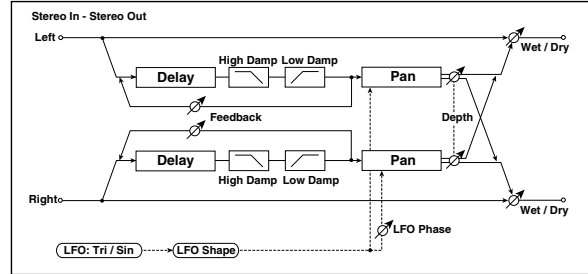 Stereo In - Stereo Out
Left
Wet / Dry
High Damp Low Damp
Delay
Pan
Feedback
Depth
Delay
Pan
High Damp Low Damp
Right
Wet / Dry
LFO Phase
LFO: Tri / Sin
LFO Shape